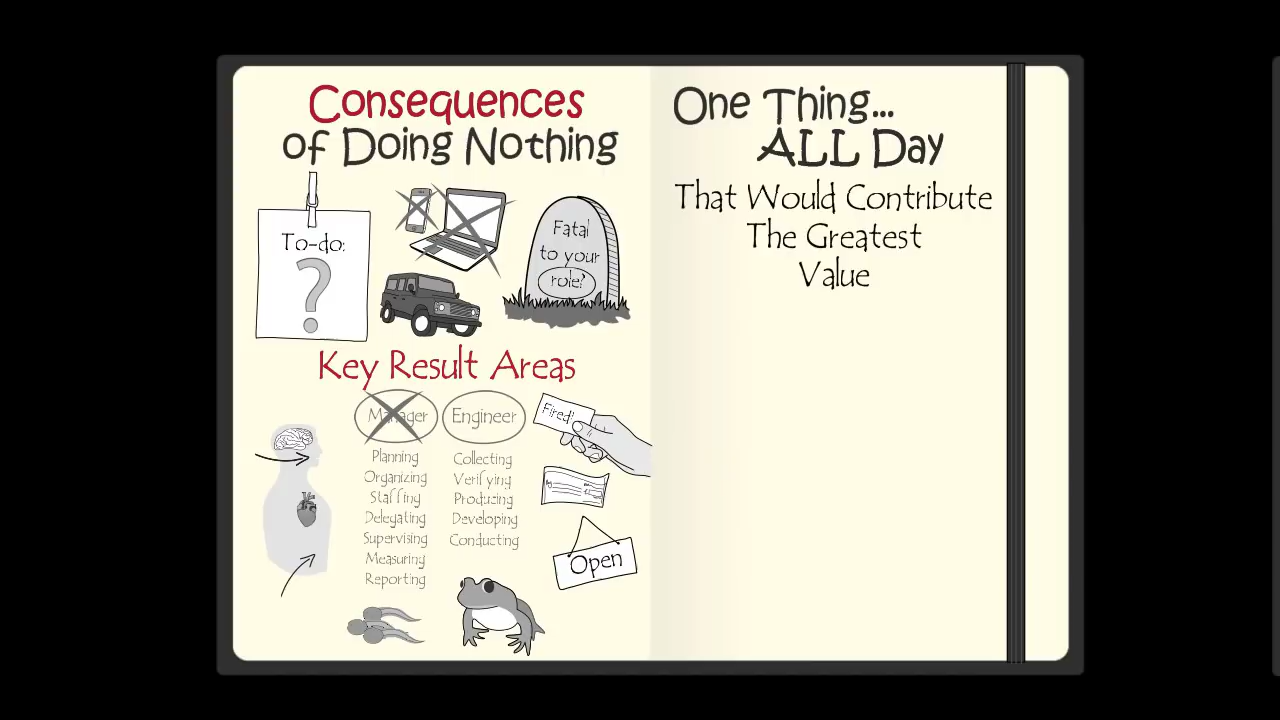 Consequences
of Doing Nothing
To-do:
?
Fatal
to your
role?
Key Result Areas
Manager
Planning
Organizing
Staffing
Delegating
Supervising
Measuring
Reporting
Engineer
Collecting
Verifying
Producing
Developing
Conducting
Fired!
Open
One Thing...
ALL Day
That Would Contribute
The Greatest
Value